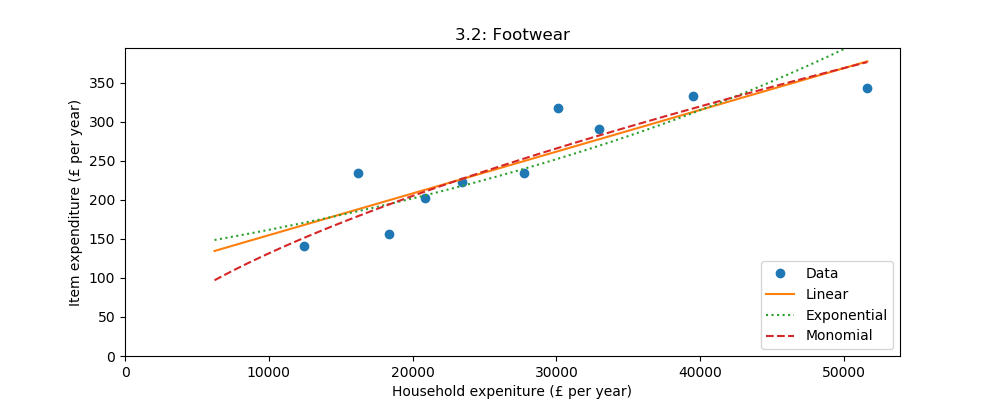 3.2: Footwear
Item expenditure (£ per year)
350
300
250
200
150
100
50
0
0 10000 20000 30000 40000 50000
Household expeniture (£ per year)
Data
Linear
Exponential
Monomial